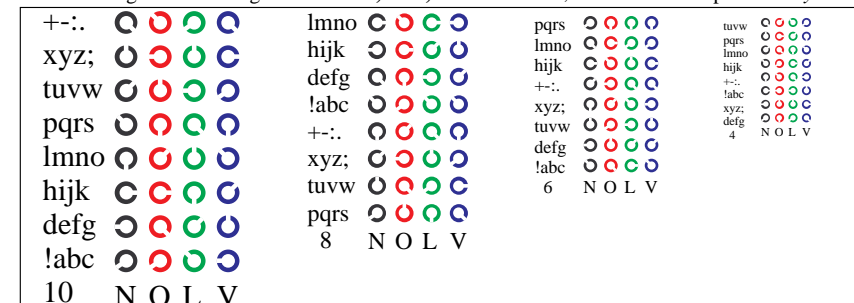 +-:.
xyz;
tuvw
pqrs
lmno
hijk
defg
!abc
10 N O L V
lmno
hijk
defg
!abc
+-:.
xyz;
tuvw
pqrs
8 N O L V
pqrs
lmno
hijk
+-:.
xyz;
tuvw
defg
!abc
6 N O L V
tuvw
pqrs
lmno
hijk
+-:.
!abc
xyz;
defg
4 N O L V